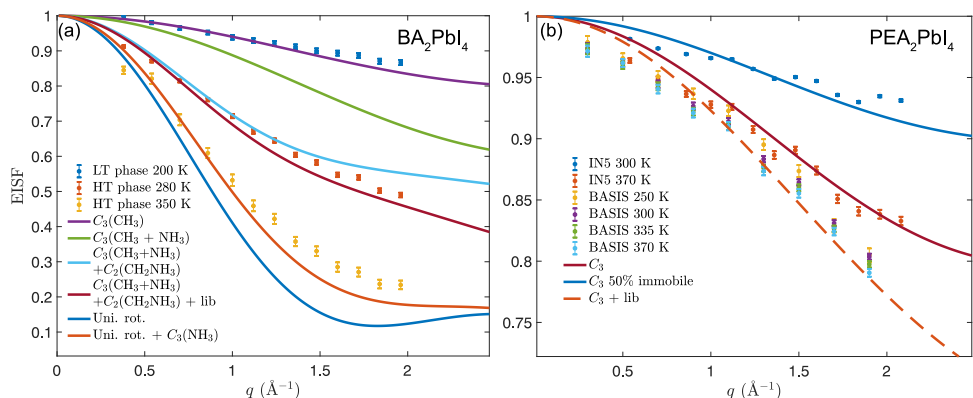 (a)
BA2PbI4
1
0.9
0.8
0.7
0.6
0.5
0.4
0.3
0.2
0.1
EISF
LT phase 200 K
HT phase 280 K
HT phase 350 K
C3(CH3)
C3(CH3 + NH3)
C3(CH3+NH3)
+C2(CH2NH3)
C3(CH3+NH3)
+C2(CH2NH3) + lib
Uni. rot.
Uni. rot. + C3(NH3)
0 0.5 1 1.5 2
q (Å−1)
(b)
PEA2PbI4
1
0.95
0.9
0.85
0.8
0.75
IN5 300 K
IN5 370 K
BASIS 250 K
BASIS 300 K
BASIS 335 K
BASIS 370 K
C3
C3 50% immobile
C3 + lib
0.5 1 1.5 2
q (Å−1)